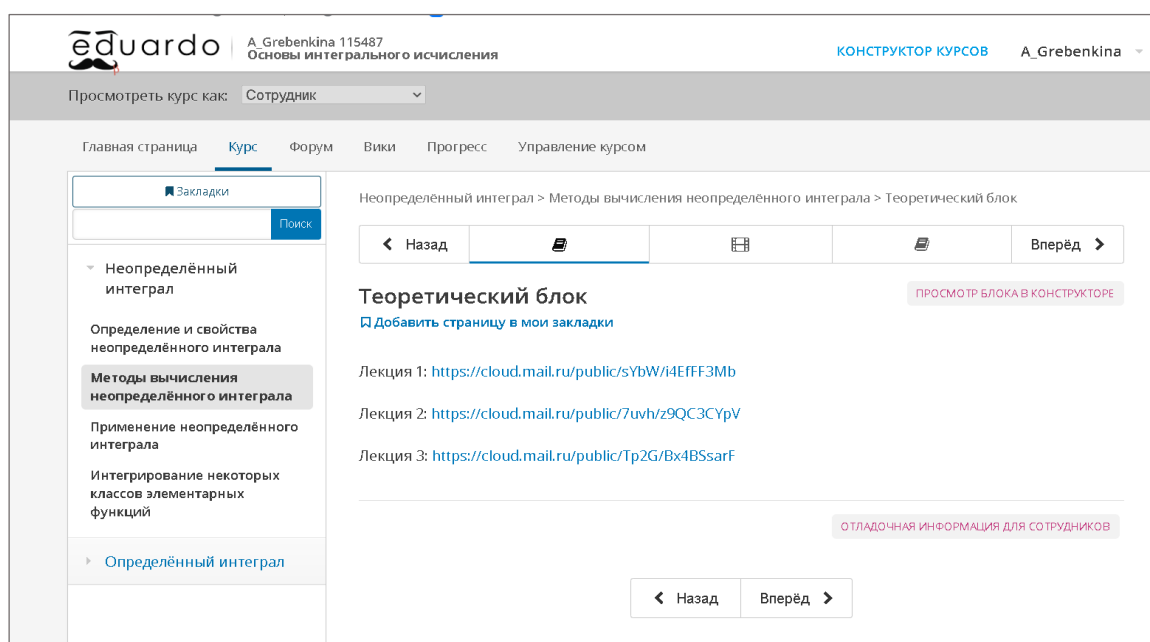 eduardo
A_Grebenkina 115487
Основы интегрального исчисления
КОНСТРУКТОР КУРСОВ
A_Grebenkina
Просмотреть курс как:
Сотрудник
Главная страница
Курс
Форум
Вики
Прогресс
Управление курсом
Закладки
Поиск
Неопределённый
интеграл
Определение и свойства
неопределённого интеграла
Методы вычисления
неопределённого интеграла
Применение неопределённого
интеграла
Интегрирование некоторых
классов элементарных
функций
Определённый интеграл
Неопределённый интеграл > Методы вычисления неопределённого интеграла > Теоретический блок
Назад
Вперёд
Теоретический блок
ПРОСМОТР БЛОКА В КОНСТРУКТОРЕ
Добавить страницу в мои закладки
Лекция 1: https://cloud.mail.ru/public/sYbW/i4EfFF3Mb
Лекция 2: https://cloud.mail.ru/public/7uvh/z9QC3CYpV
Лекция 3: https://cloud.mail.ru/public/Tp2G/Bx4BSsarF
ОТЛАДОЧНАЯ ИНФОРМАЦИЯ ДЛЯ СОТРУДНИКОВ
Назад
Вперёд